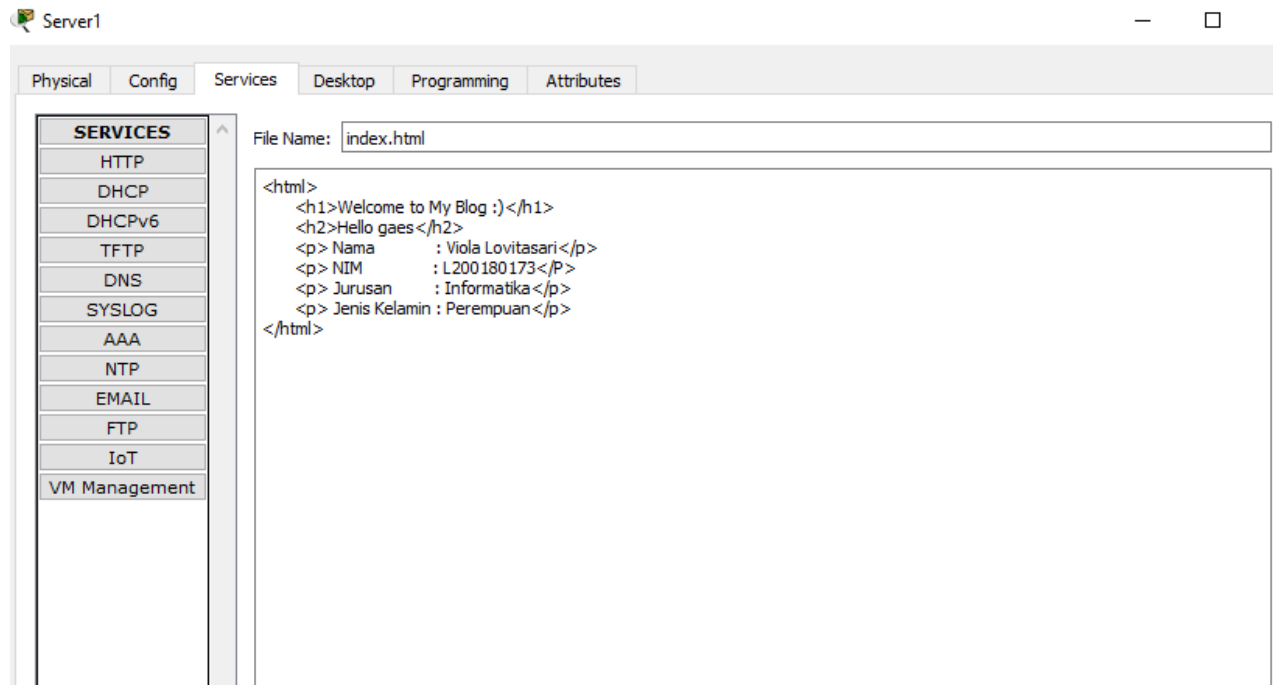 Server1
Physical Config Services Desktop Programming Attributes
SERVICES
HTTP
DHCP
DHCPv6
TFTP
DNS
SYSLOG
AAA
NTP
EMAIL
FTP
IoT
VM Management
File Name: index.html
<html>
<h1>Welcome to My Blog :)</h1>
<h2>Hello gaes</h2>
<p> Nama : Viola Lovitasari</p>
<p> NIM : L200180173</P>
<p> Jurusan : Informatika</p>
<p> Jenis Kelamin : Perempuan</p>
</html>